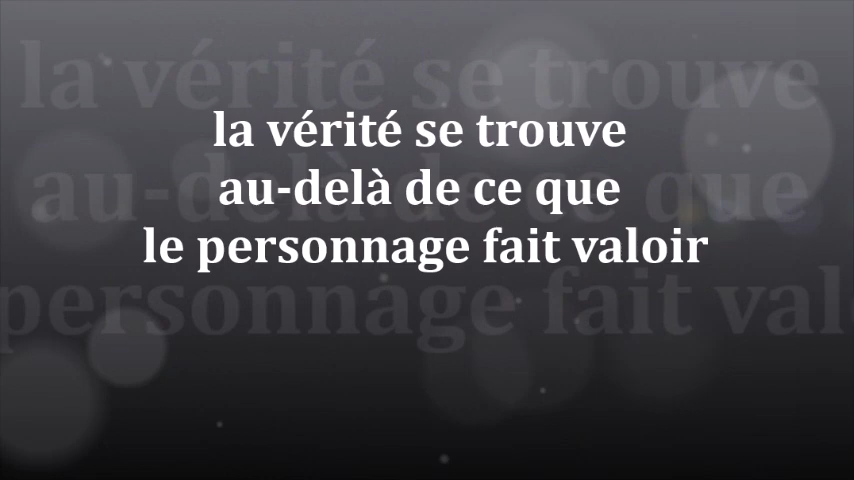 la vérité se trouve
au-delà de ce que
le personnage fait valoir